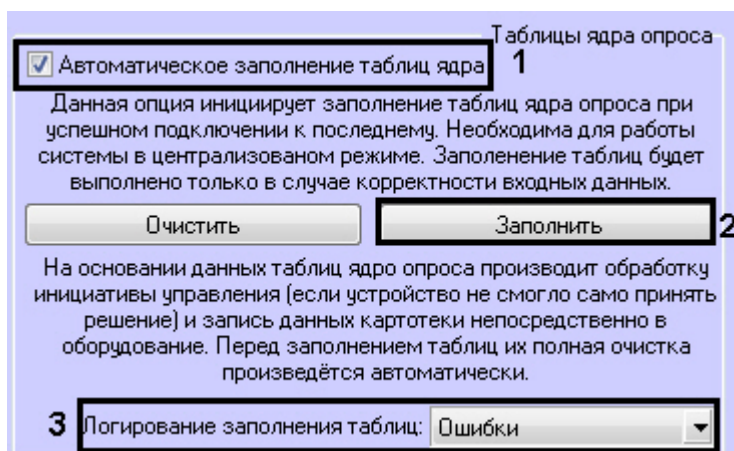 Таблицы ядра опроса
Автоматическое заполнение таблиц ядра 1
Данная опция инициирует заполнение таблиц ядра опроса при
успешном подключении к последнему. Необходима для работы
системы в централизованом режиме. Заполенение таблиц будет
выполнено только в случае корректности входных данных.
Очистить Заполнить 2
На основании данных таблиц ядро опроса производит обработку
инициативы управления (если устройство не смогло само принять
решение) и запись данных картотеки непосредственно в
оборудование. Перед заполнением таблиц их полная очистка
произведётся автоматически.
3 Логирование заполнения таблиц: Ошибки